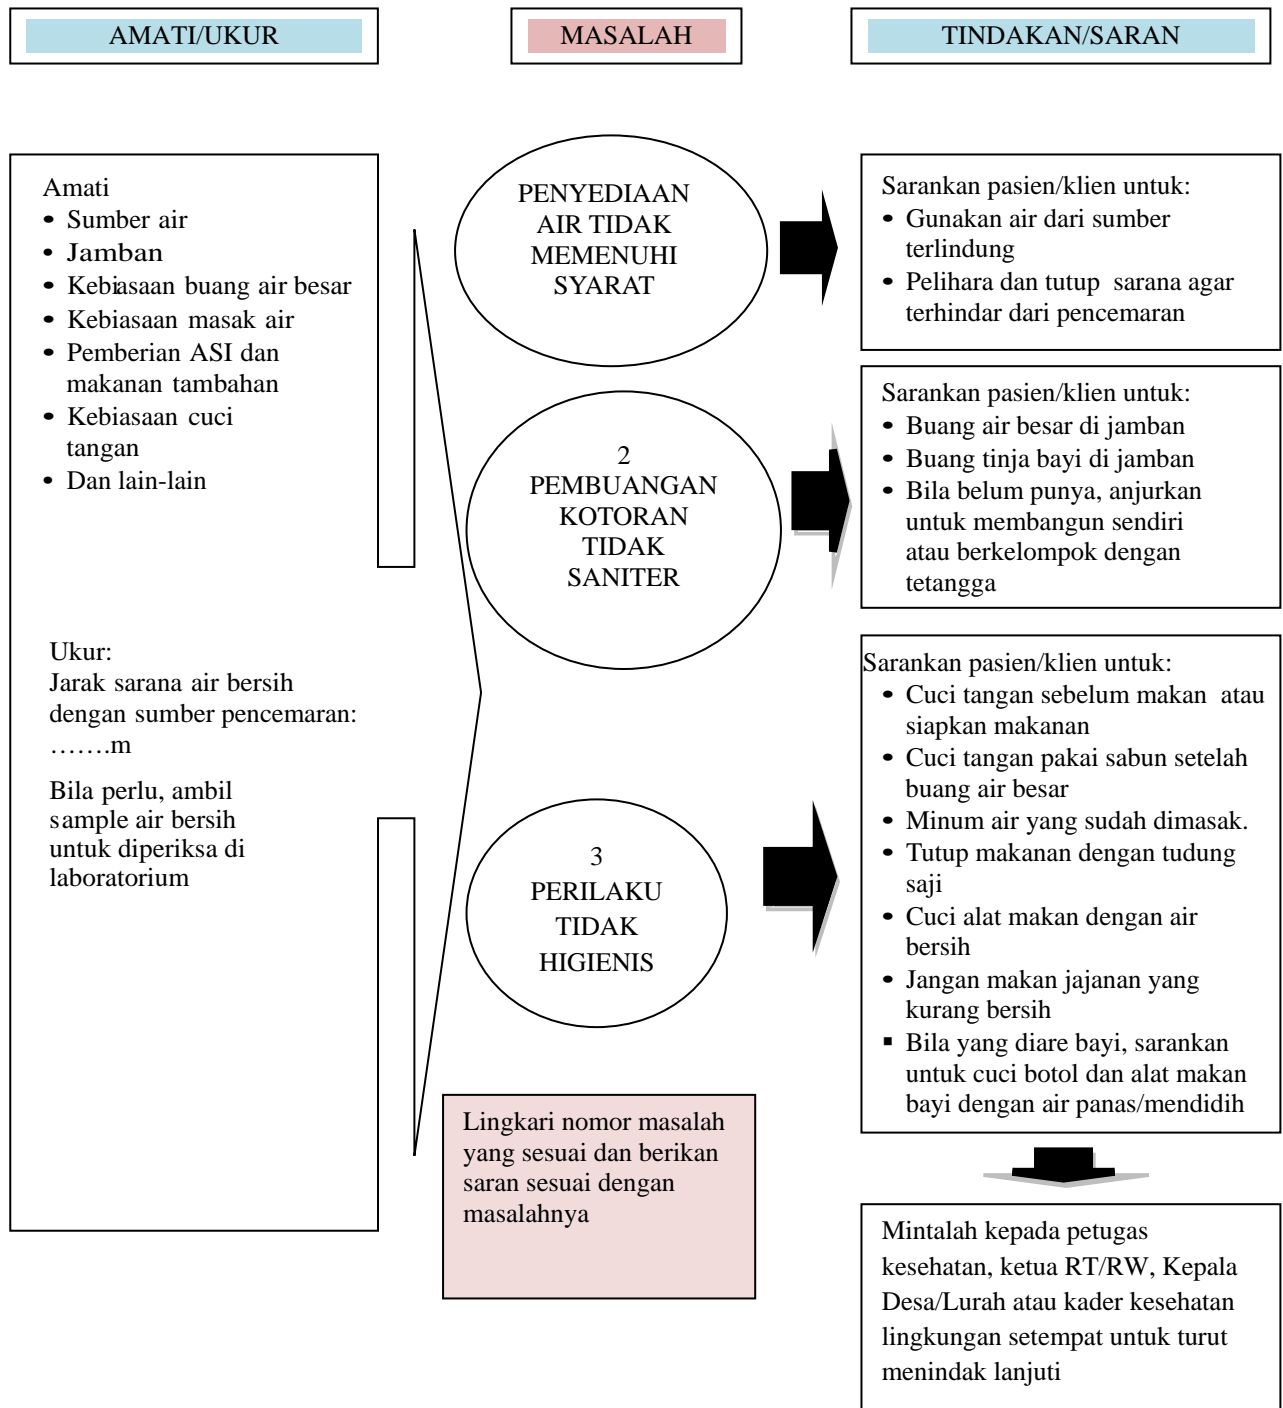 AMATI/UKUR
MASALAH
TINDAKAN/SARAN
Amati
• Sumber air
• Jamban
• Kebiasaan buang air besar
• Kebiasaan masak air
• Pemberian ASI dan
makanan tambahan
• Kebiasaan cuci
tangan
• Dan lain-lain
Ukur:
Jarak sarana air bersih
dengan sumber pencemaran:
…….m
Bila perlu, ambil
sample air bersih
untuk diperiksa di
laboratorium
PENYEDIAAN
AIR TIDAK
MEMENUHI
SYARAT
2
PEMBUANGAN
KOTORAN
TIDAK
SANITER
3
PERILAKU
TIDAK
HIGIENIS
Lingkari nomor masalah
yang sesuai dan berikan
saran sesuai dengan
masalahnya
Sarankan pasien/klien untuk:
• Gunakan air dari sumber
terlindung
• Pelihara dan tutup sarana agar
terhindar dari pencemaran
Sarankan pasien/klien untuk:
• Buang air besar di jamban
• Buang tinja bayi di jamban
• Bila belum punya, anjurkan
untuk membangun sendiri
atau berkelompok dengan
tetangga
Sarankan pasien/klien untuk:
• Cuci tangan sebelum makan atau
siapkan makanan
• Cuci tangan pakai sabun setelah
buang air besar
• Minum air yang sudah dimasak.
• Tutup makanan dengan tudung
saji
• Cuci alat makan dengan air
bersih
• Jangan makan jajanan yang
kurang bersih
▪ Bila yang diare bayi, sarankan
untuk cuci botol dan alat makan
bayi dengan air panas/mendidih
Mintalah kepada petugas
kesehatan, ketua RT/RW, Kepala
Desa/Lurah atau kader kesehatan
lingkungan setempat untuk turut
menindak lanjuti